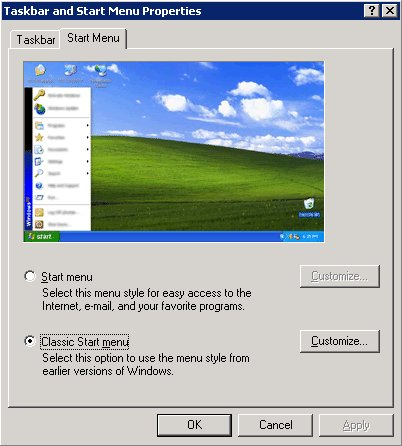 Taskbar and Start Menu Properties
Taskbar
Start Menu
start
Start menu
Customize...
Select this menu style for easy access to the
Internet, e-mail, and your favorite programs.
Classic Start menu
Customize...
Select this option to use the menu style from
earlier versions of Windows.
OK
Cancel
Apply